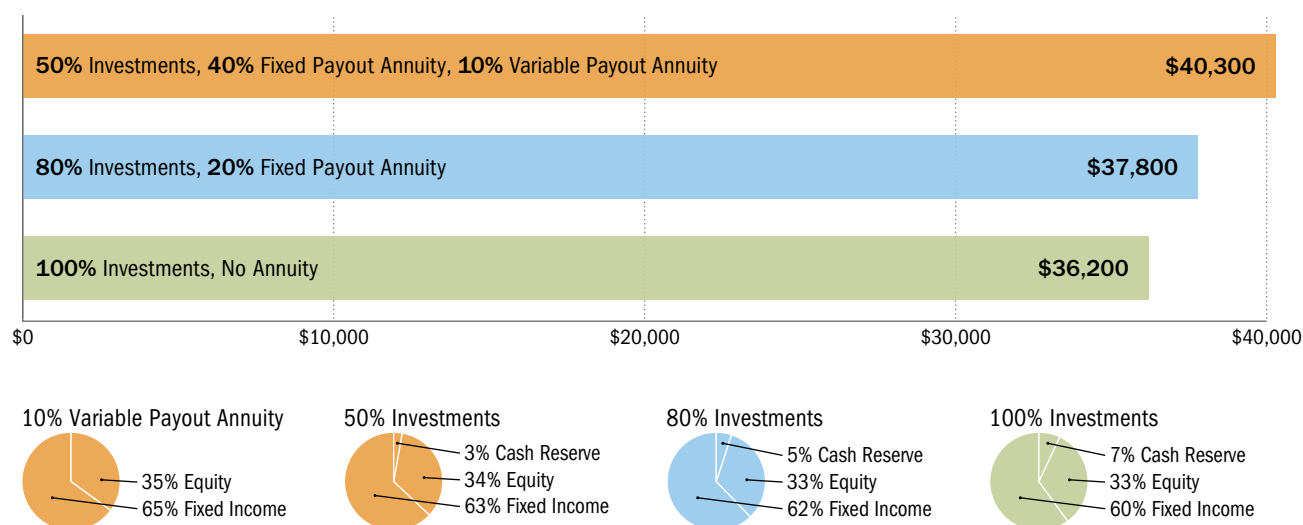 50% Investments, 40% Fixed Payout Annuity, 10% Variable Payout Annuity $40,300
80% Investments, 20% Fixed Payout Annuity $37,800
100% Investments, No Annuity $36,200
$0 $10,000 $20,000 $30,000 $40,000
10% Variable Payout Annuity
35% Equity
65% Fixed Income
50% Investments
3% Cash Reserve
34% Equity
63% Fixed Income
80% Investments
5% Cash Reserve
33% Equity
62% Fixed Income
100% Investments
7% Cash Reserve
33% Equity
60% Fixed Income